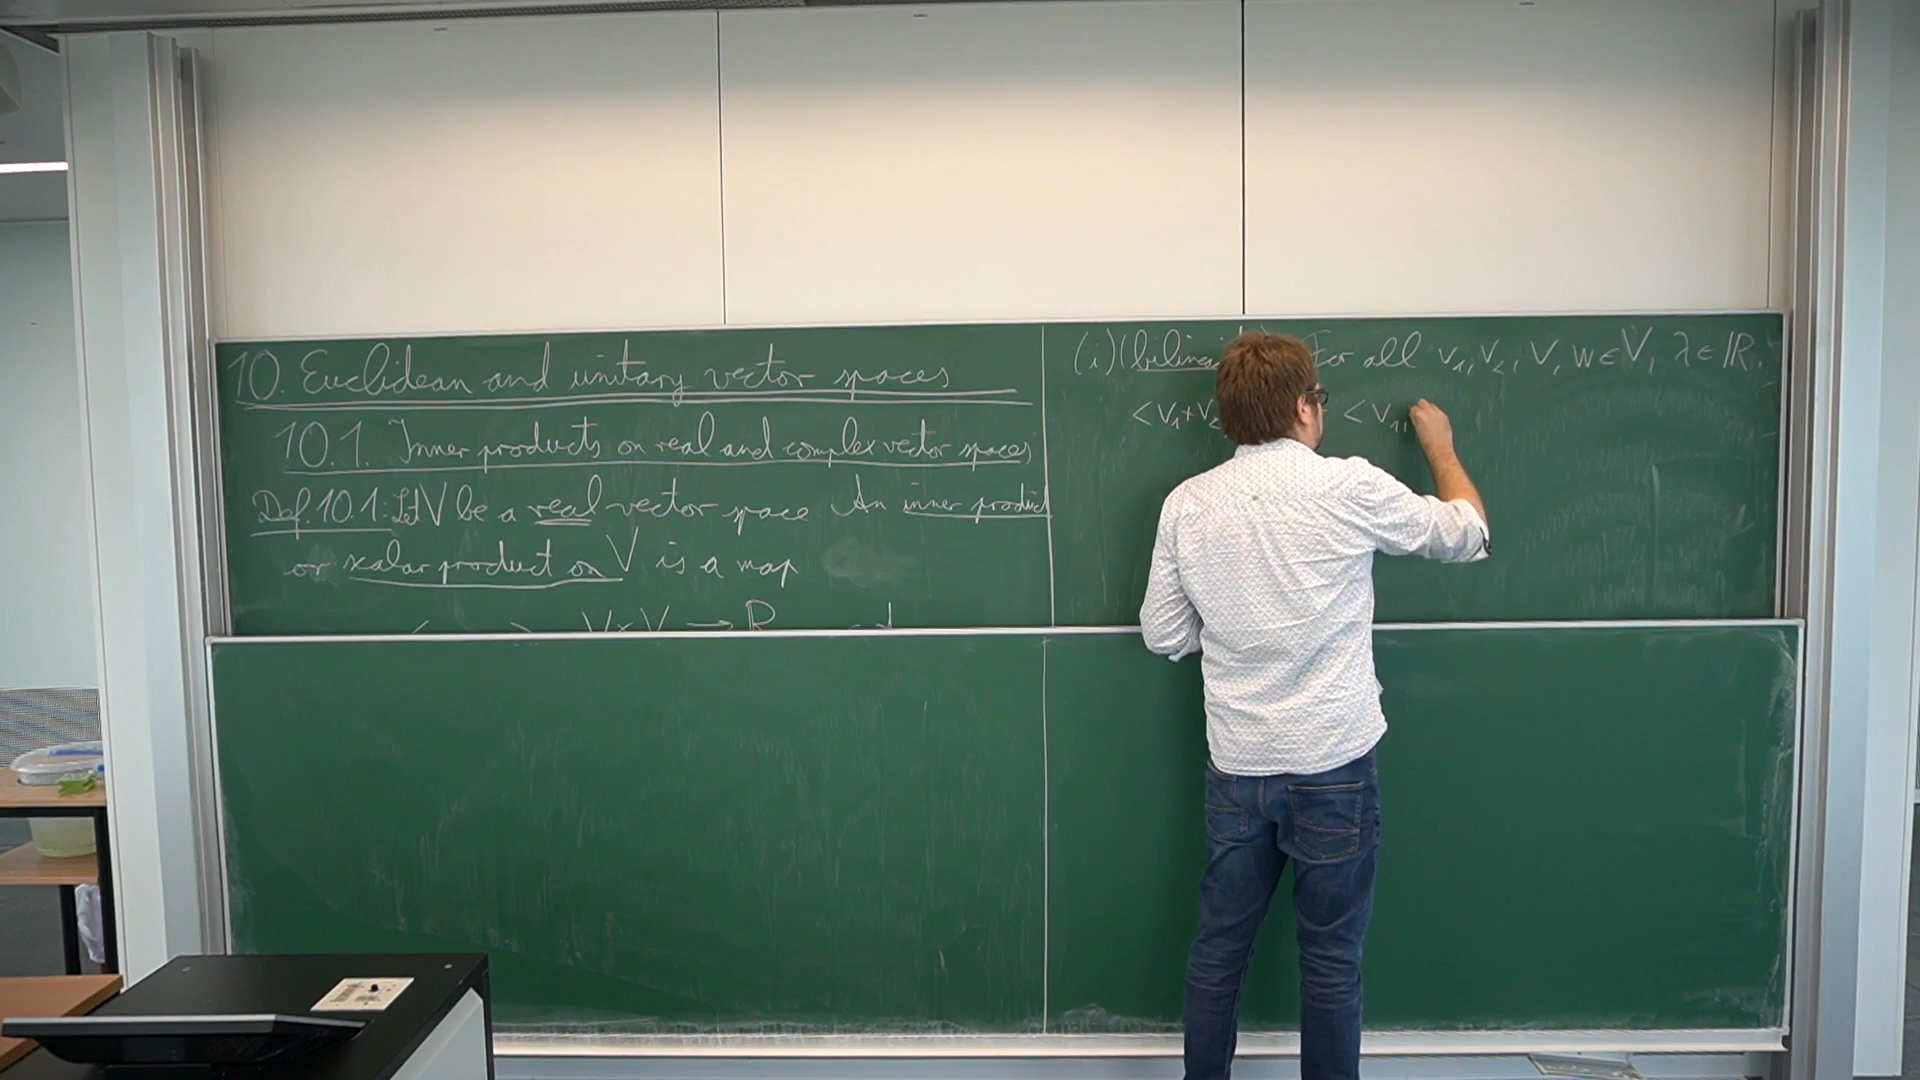 10. Euclidean and unitary vector spaces
10.1. Inner products on real and complex vector spaces
Def. 10.1: Let V be a real vector space An inner product
or scalar product on V is a map
< , > V×V → R
(i) (bilinear For all v₁, v₂, v, w ∈ V, λ ∈ ℝ,
< v₁+v₂ < v₁,